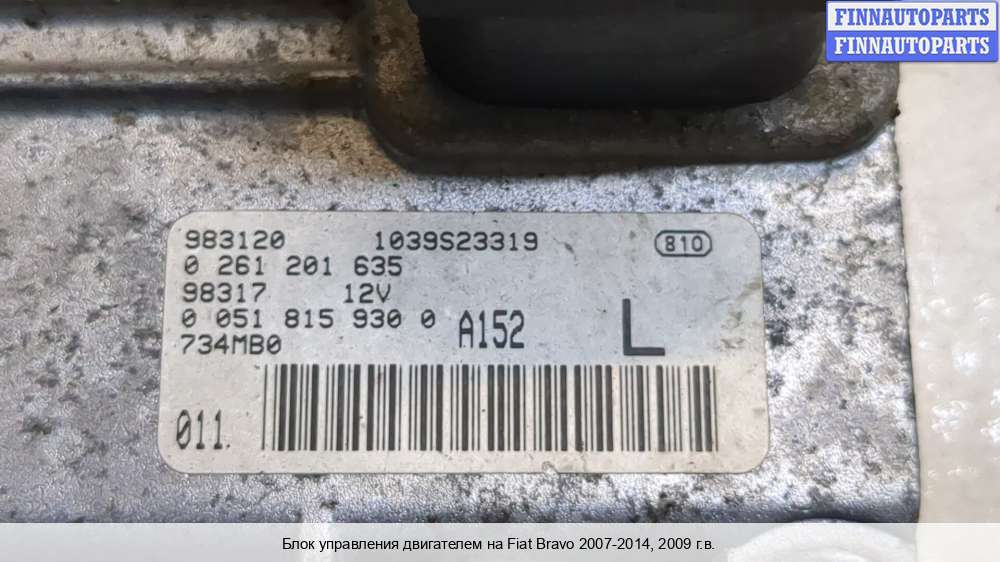 FINNAUTOPARTS
FINNAUTOPARTS
983120 1039S23319 810
0 261 201 635
98317 12V
0 051 815 930 0 A152 L
734MB0
011.
Блок управления двигателем на Fiat Bravo 2007-2014, 2009 г.в.